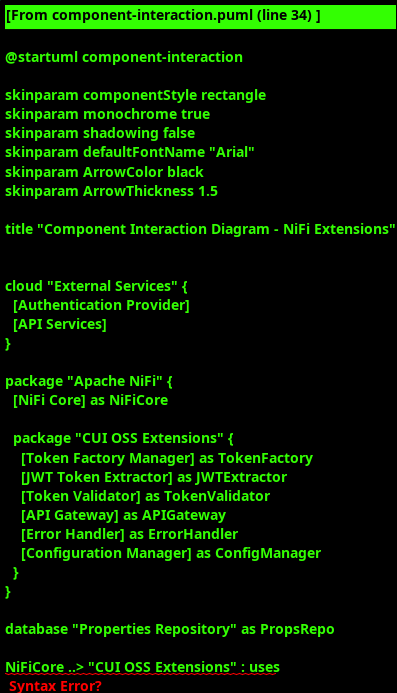 [From component-interaction.puml (line 34) ]
@startuml component-interaction
skinparam componentStyle rectangle
skinparam monochrome true
skinparam shadowing false
skinparam defaultFontName "Arial"
skinparam ArrowColor black
skinparam ArrowThickness 1.5
title "Component Interaction Diagram - NiFi Extensions"
cloud "External Services" {
[Authentication Provider]
[API Services]
}
package "Apache NiFi" {
[NiFi Core] as NiFiCore
package "CUI OSS Extensions" {
[Token Factory Manager] as TokenFactory
[JWT Token Extractor] as JWTExtractor
[Token Validator] as TokenValidator
[API Gateway] as APIGateway
[Error Handler] as ErrorHandler
[Configuration Manager] as ConfigManager
}
}
database "Properties Repository" as PropsRepo
NiFiCore ..> "CUI OSS Extensions" : uses
Syntax Error?